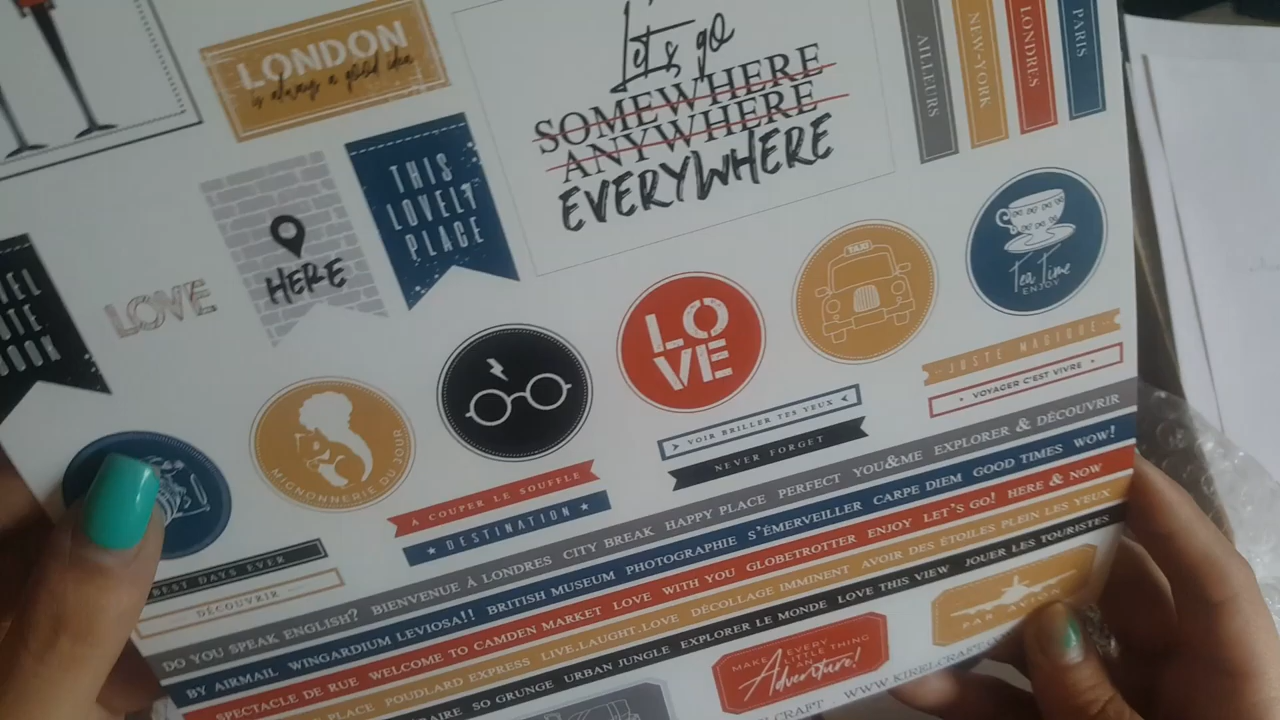 LONDON
is always a good idea
Let's go
SOMEWHERE
ANYWHERE
EVERYWHERE
AILLEURS
NEW-YORK
LONDRES
PARIS
THIS
LOVELY
PLACE
HERE
LOVE
LO
VE
TAXI
Tea Time
ENJOY
MIGNONNERIE DU JOUR
JUSTE MAGIQUE
VOYAGER C'EST VIVRE
VOIR BRILLER TES YEUX
NEVER FORGET
A COUPER LE SOUFFLE
DESTINATION
BEST DAYS EVER
DÉCOUVRIR
DO YOU SPEAK ENGLISH? BIENVENUE À LONDRES CITY BREAK HAPPY PLACE PERFECT YOU&ME EXPLORER & DÉCOUVRIR
BY AIRMAIL WINGARDIUM LEVIOSA!! BRITISH MUSEUM PHOTOGRAPHIE S'ÉMERVEILLER CARPE DIEM GOOD TIMES WOW!
SPECTACLE DE RUE WELCOME TO CAMDEN MARKET LOVE WITH YOU GLOBETROTTER ENJOY LET'S GO! HERE & NOW
PLACE POUDLARD EXPRESS LIVE.LAUGHT.LOVE DÉCOLLAGE IMMINENT AVOIR DES ÉTOILES PLEIN LES YEUX
SO GRUNGE URBAN JUNGLE EXPLORER LE MONDE LOVE THIS VIEW JOUER LES TOURISTES
PAR AVION
MAKE EVERY
LITTLE THING
AN
Adventure!